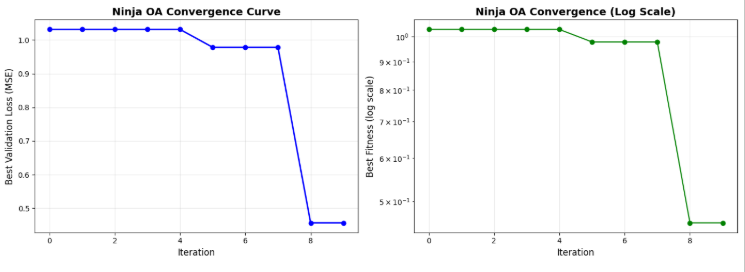 Ninja OA Convergence Curve
Best Validation Loss (MSE)
1.0
0.9
0.8
0.7
0.6
0.5
0
2
4
6
8
Iteration
Ninja OA Convergence (Log Scale)
Best Fitness (log scale)
10⁰
9 × 10⁻¹
8 × 10⁻¹
7 × 10⁻¹
6 × 10⁻¹
5 × 10⁻¹
0
2
4
6
8
Iteration